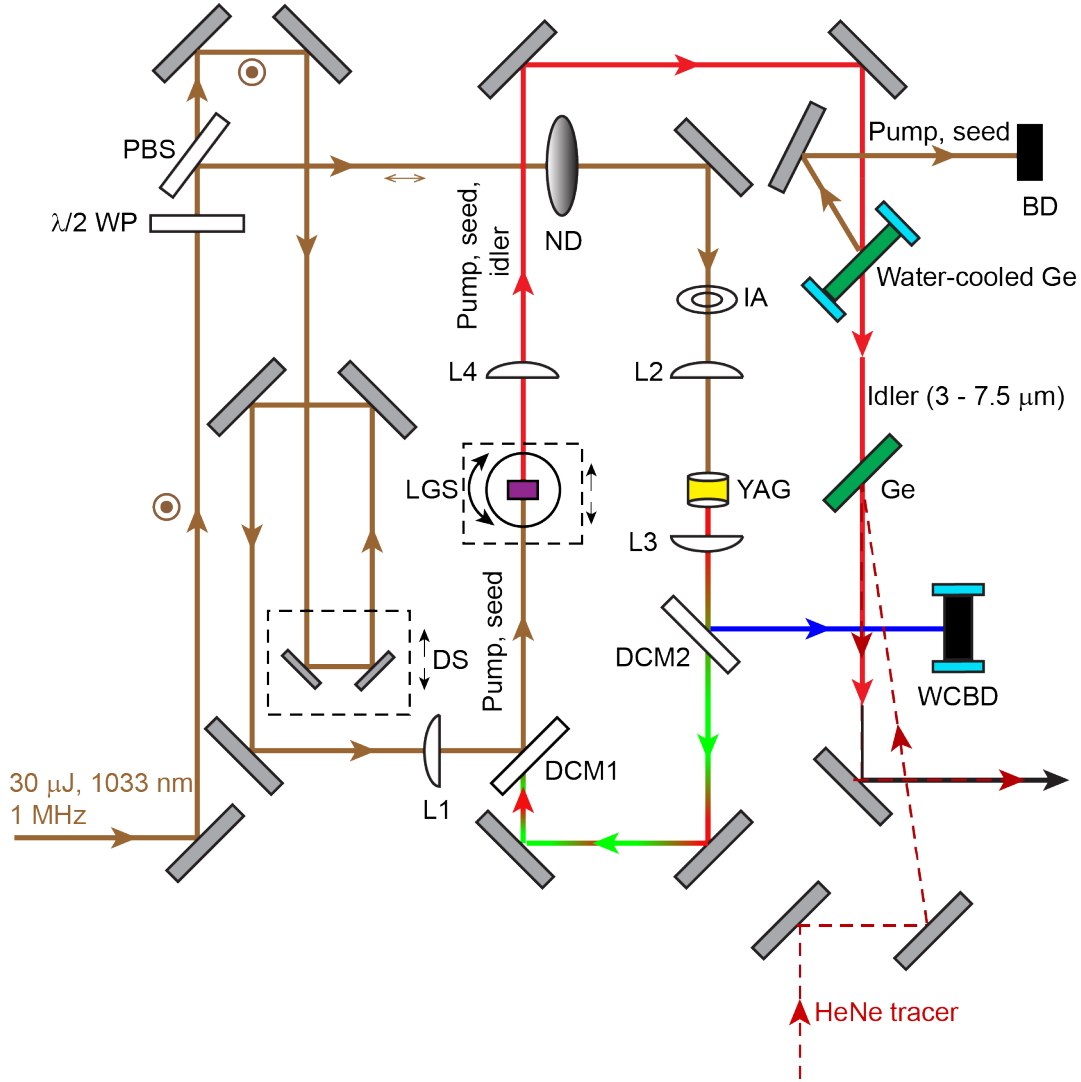 PBS
λ/2 WP
Pump, seed,
idler
ND
Pump, seed
BD
Water-cooled Ge
IA
L4
L2
Idler (3 - 7.5 μm)
LGS
YAG
Ge
L3
Pump, seed
DS
DCM2
WCBD
30 μJ, 1033 nm
1 MHz
L1
DCM1
HeNe tracer